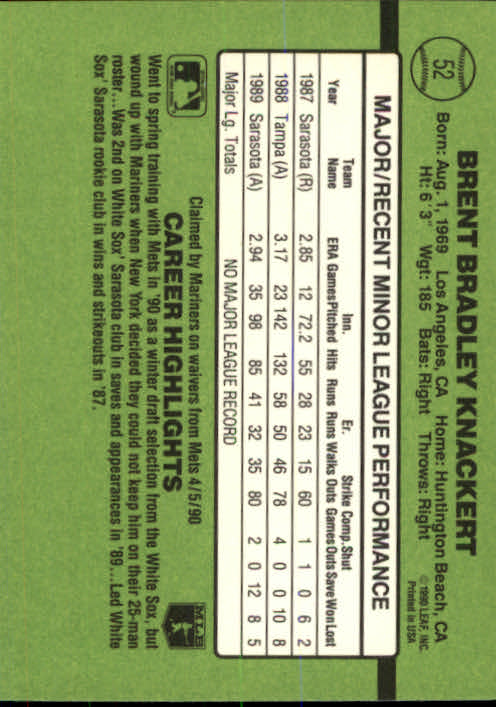 52
BRENT BRADLEY KNACKERT
© 1990 LEAF, INC.
Printed in USA
Born: Aug. 1, 1969 Los Angeles, CA Home: Huntington Beach, CA
Ht: 6' 3" Wgt: 185 Bats: Right Throws: Right
MAJOR/RECENT MINOR LEAGUE PERFORMANCE
Team Inn. Er. Strike Comp. Shut
Year Name ERA Games Pitched Hits Runs Runs Walks Outs Games Outs Save Won Lost
1987 Sarasota (R) 2.85 12 72.2 55 28 23 15 60 1 1 0 6 2
1988 Tampa (A) 3.17 23 142 132 58 50 46 78 4 0 0 10 8
1989 Sarasota (A) 2.94 35 98 85 41 32 35 80 2 0 12 8 5
Major Lg. Totals NO MAJOR LEAGUE RECORD
Claimed by Mariners on waivers from Mets 4/5/90
CAREER HIGHLIGHTS
MLB
Went to spring training with Mets in '90 as a winter draft selection from the White Sox, but
wound up with Mariners when New York decided they could not keep him on their 25-man
roster...Was 2nd on White Sox' Sarasota club in saves and appearances in '89...Led White
Sox' Sarasota rookie club in wins and strikeouts in '87.